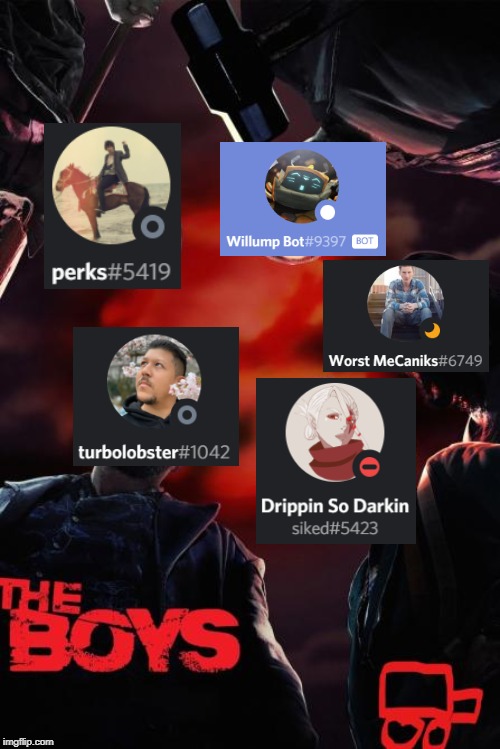 perks#5419
Willump Bot#9397 BOT
Worst MeCaniks#6749
turbolobster#1042
Drippin So Darkin
siked#5423
THE
BOYS
imgflip.com